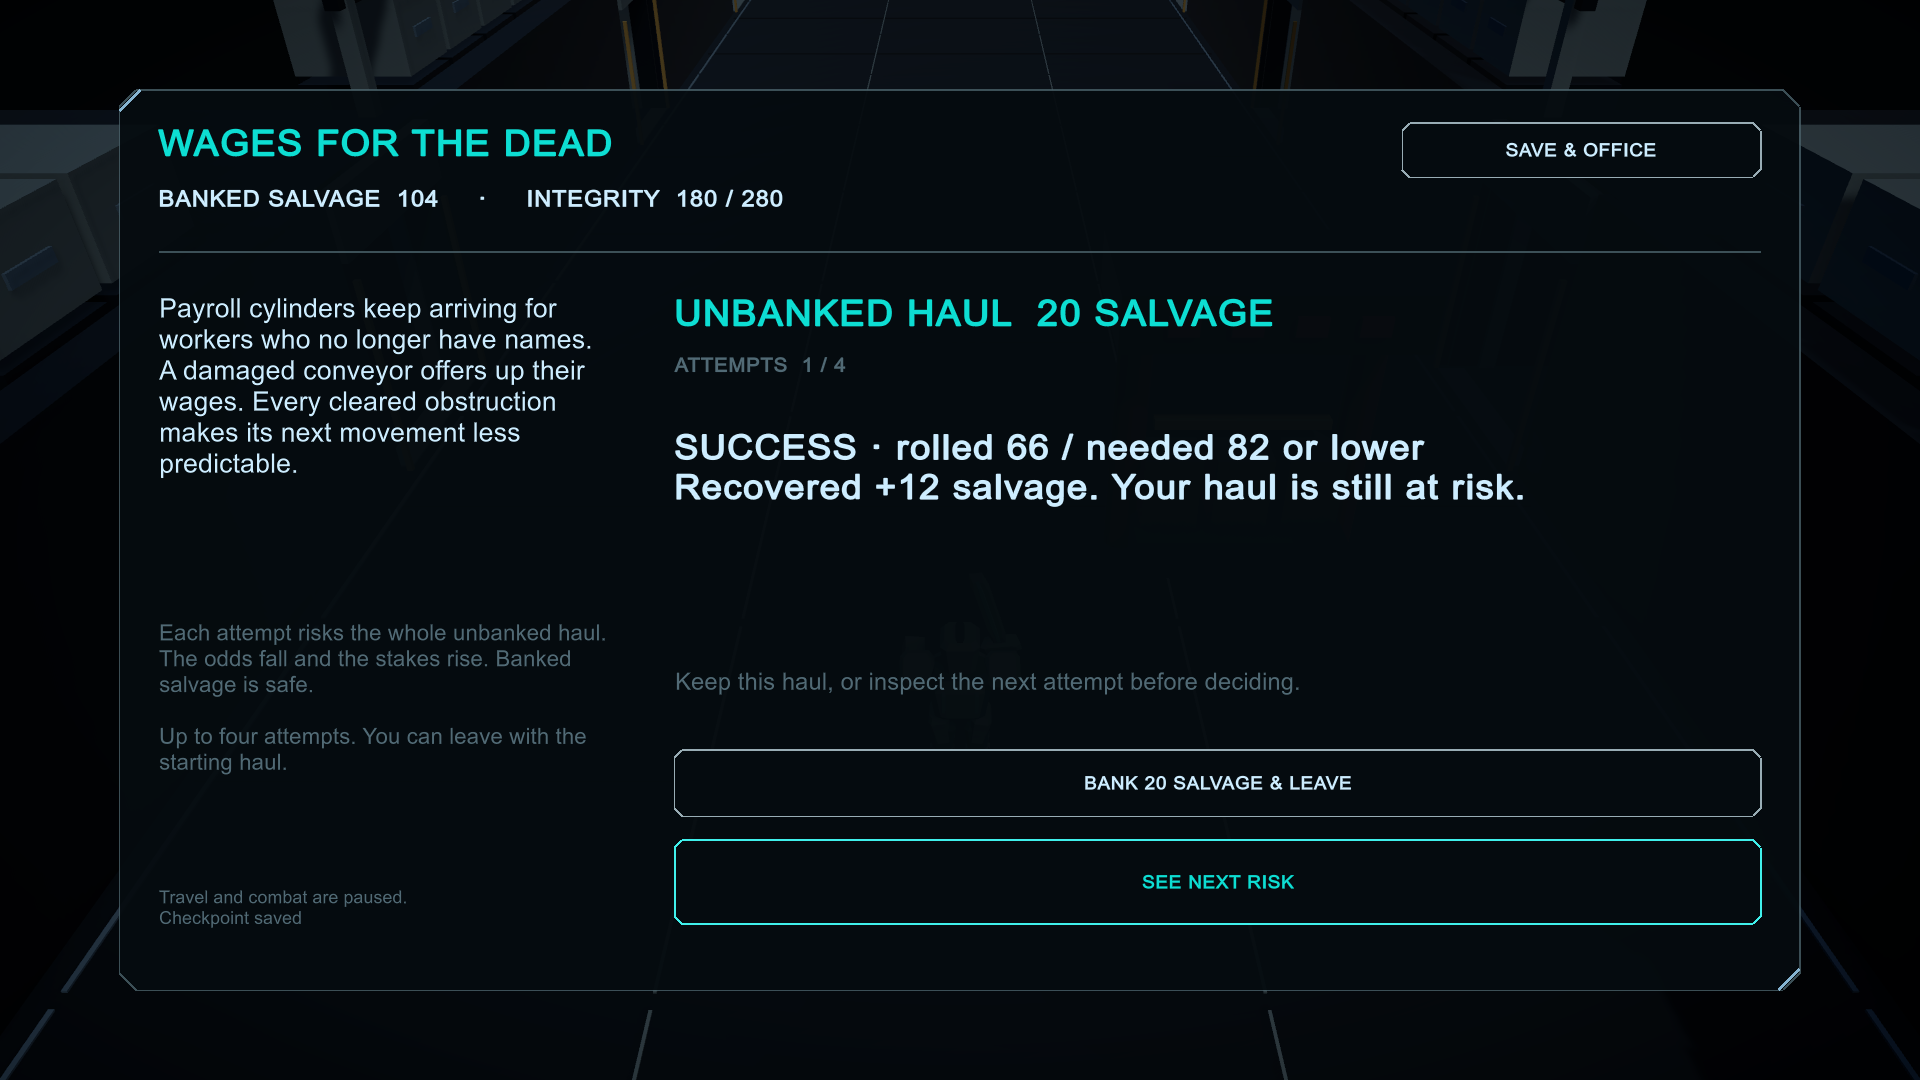 WAGES FOR THE DEAD
BANKED SALVAGE 104 · INTEGRITY 180 / 280
SAVE & OFFICE
Payroll cylinders keep arriving for
workers who no longer have names.
A damaged conveyor offers up their
wages. Every cleared obstruction
makes its next movement less
predictable.
Each attempt risks the whole unbanked haul.
The odds fall and the stakes rise. Banked
salvage is safe.
Up to four attempts. You can leave with the
starting haul.
Travel and combat are paused.
Checkpoint saved
UNBANKED HAUL 20 SALVAGE
ATTEMPTS 1 / 4
SUCCESS · rolled 66 / needed 82 or lower
Recovered +12 salvage. Your haul is still at risk.
Keep this haul, or inspect the next attempt before deciding.
BANK 20 SALVAGE & LEAVE
SEE NEXT RISK